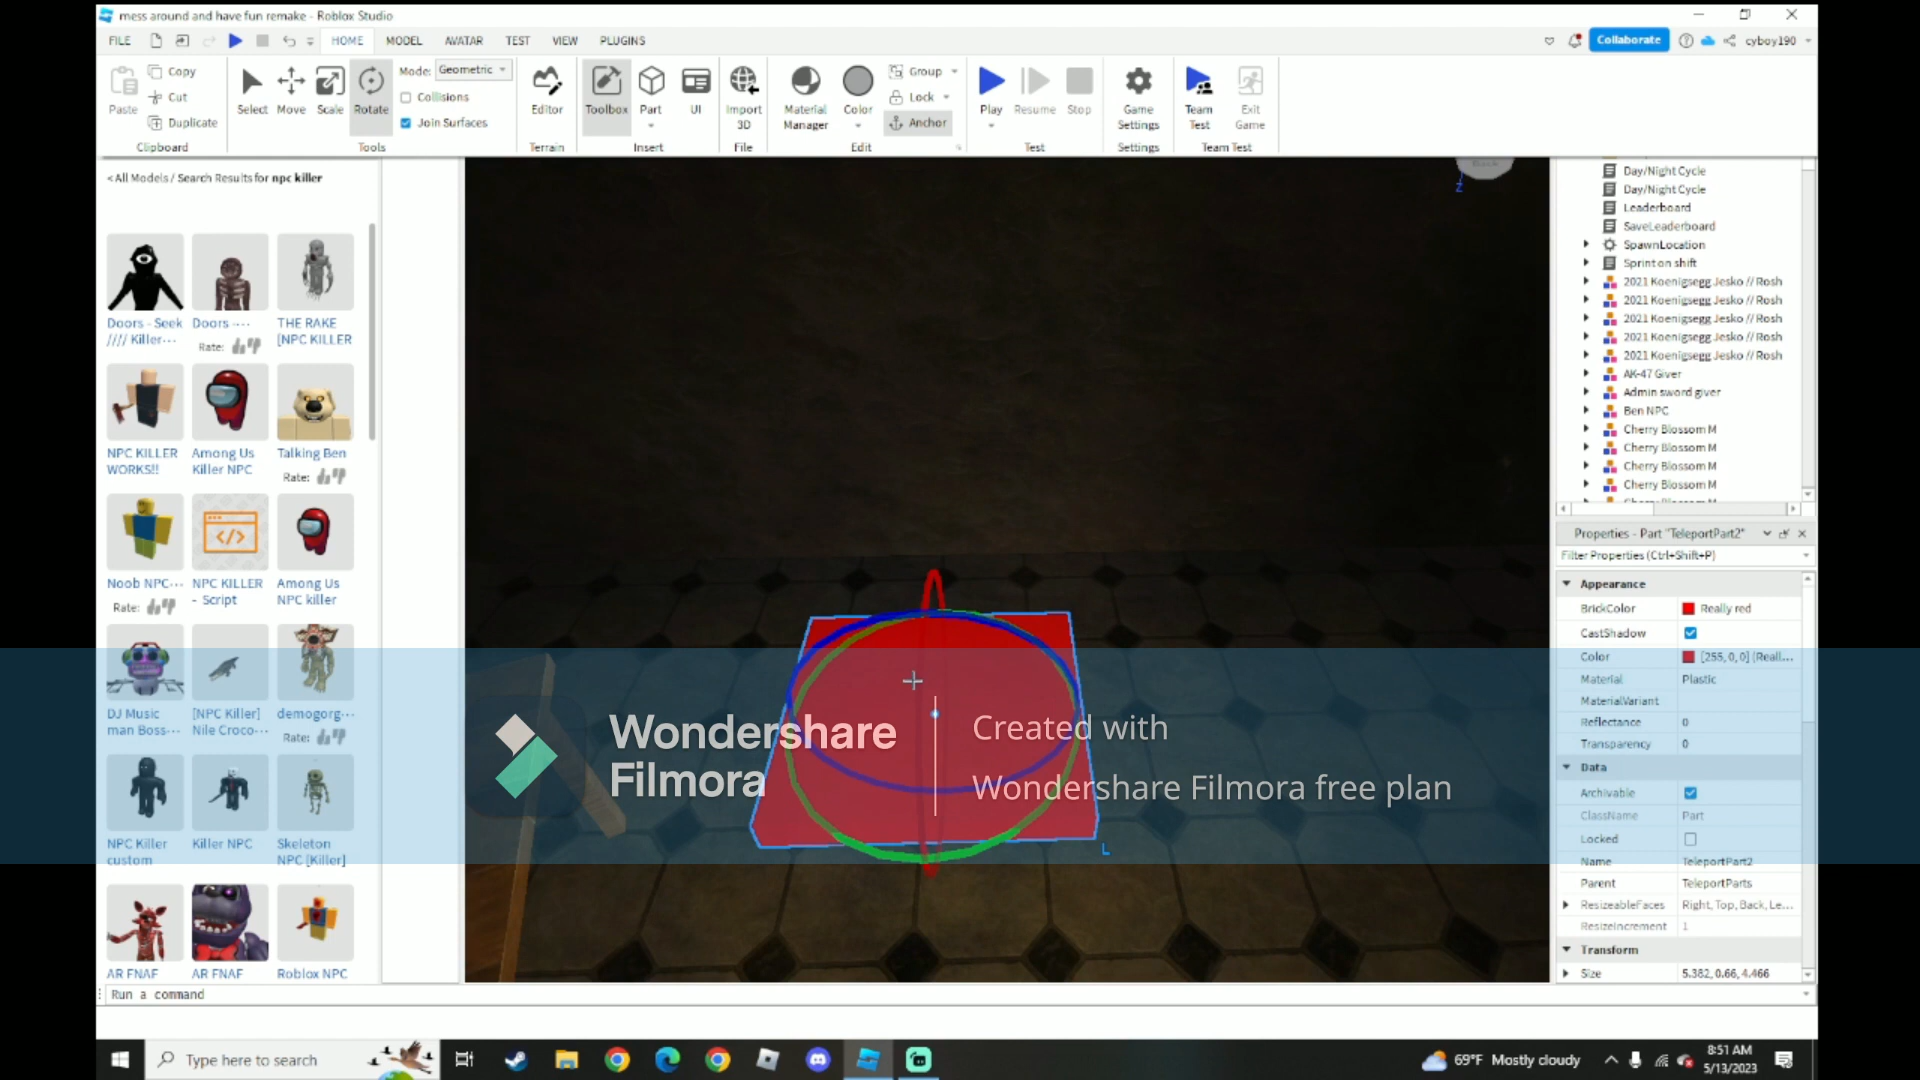 mess around and have fun remake - Roblox Studio
FILE HOME MODEL AVATAR TEST VIEW PLUGINS
Collaborate cyboy190
Paste Copy Cut Duplicate
Clipboard
Select Move Scale Rotate
Mode: Geometric
Collisions
Join Surfaces
Tools
Editor
Terrain
Toolbox Part UI
Insert
Import 3D
File
Material Manager
Color
Group
Lock
Anchor
Edit
Play Resume Stop
Test
Game Settings
Settings
Team Test
Exit Game
Team Test
<All Models / Search Results for npc killer
Doors - Seek //// Killer...
Doors ....
Rate:
THE RAKE [NPC KILLER
NPC KILLER WORKS!!
Among Us Killer NPC
Talking Ben
Rate:
Noob NPC...
Rate:
NPC KILLER - Script
Among Us NPC killer
DJ Music man Boss...
[NPC Killer] Nile Croco...
demogorg...
Rate:
NPC Killer custom
Killer NPC
Skeleton NPC [Killer]
AR FNAF
AR FNAF
Roblox NPC
Back
Z
L
Wondershare Filmora
Created with
Wondershare Filmora free plan
Day/Night Cycle
Day/Night Cycle
Leaderboard
SaveLeaderboard
SpawnLocation
Sprint on shift
2021 Koenigsegg Jesko // Rosh
2021 Koenigsegg Jesko // Rosh
2021 Koenigsegg Jesko // Rosh
2021 Koenigsegg Jesko // Rosh
2021 Koenigsegg Jesko // Rosh
AK-47 Giver
Admin sword giver
Ben NPC
Cherry Blossom M
Cherry Blossom M
Cherry Blossom M
Cherry Blossom M
Properties - Part "TeleportPart2"
Filter Properties (Ctrl+Shift+P)
Appearance
BrickColor Really red
CastShadow
Color [255, 0, 0] (Reall...
Material Plastic
MaterialVariant
Reflectance 0
Transparency 0
Data
Archivable
ClassName Part
Locked
Name TeleportPart2
Parent TeleportParts
ResizeableFaces Right, Top, Back, Le...
ResizeIncrement 1
Transform
Size 5.382, 0.66, 4.466
Run a command
Type here to search
69°F Mostly cloudy
8:51 AM
5/13/2023